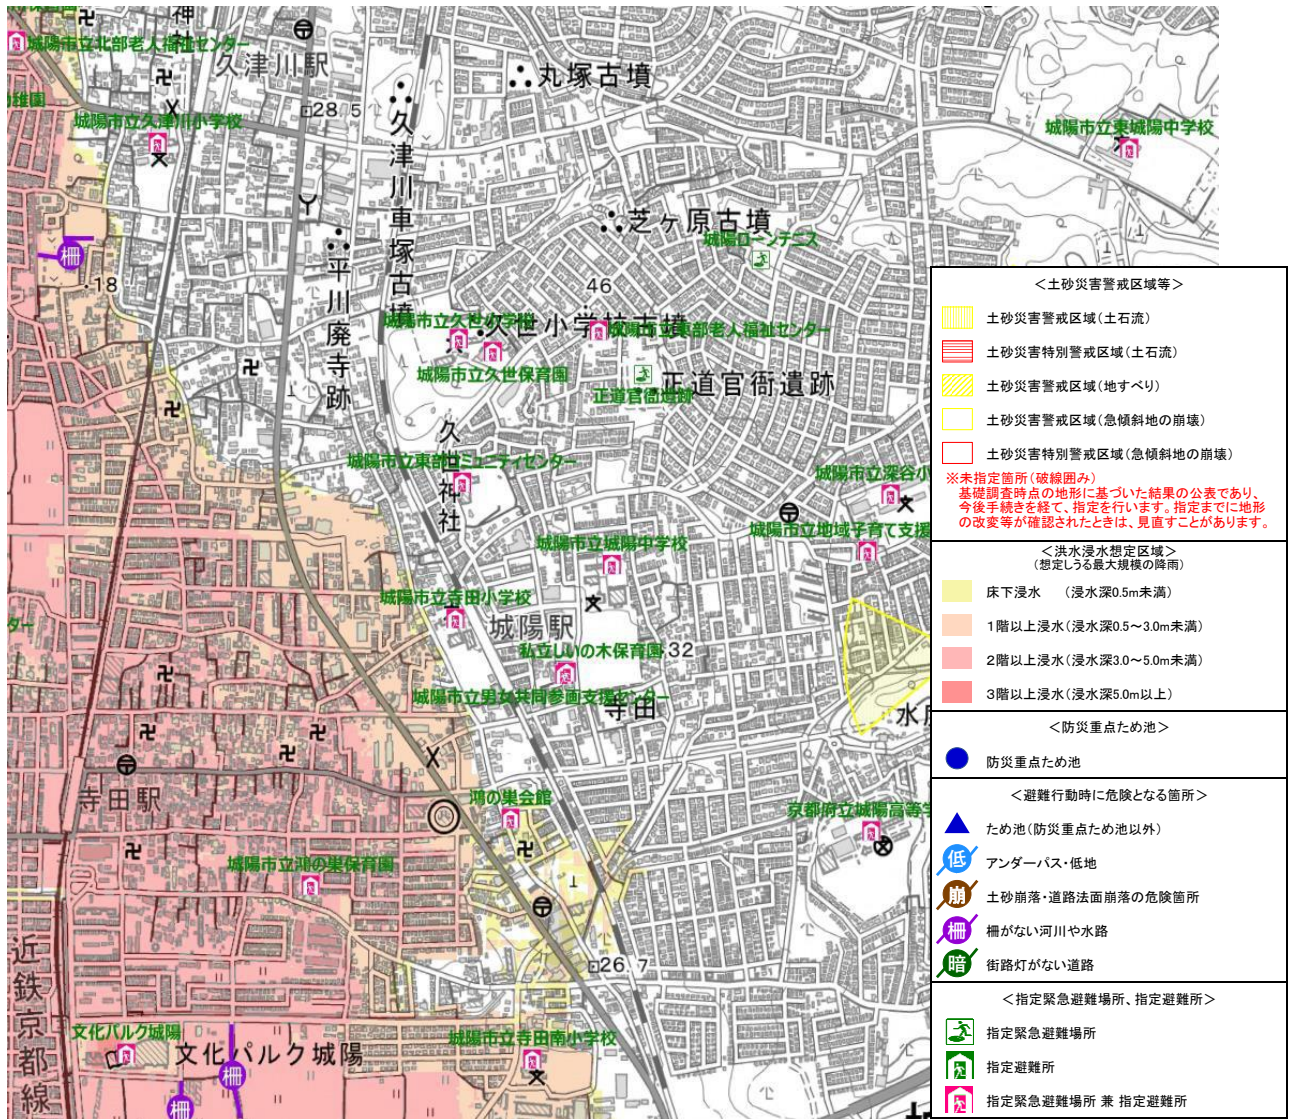 城陽市立北部老人福祉センター
久津川駅
神社
幼稚園
城陽市立久津川小学校
28.5
久津川車塚古墳
丸塚古墳
城陽市立東城陽中学校
芝ヶ原古墳
城陽ローンテニス
平川廃寺跡
柵
18
46
城陽市立久世小学校
久世小学校古墳
城陽市立東部老人福祉センター
城陽市立久世保育園
正道官衙遺跡
正道官衙遺跡
久世神社
城陽市立東部コミュニティセンター
城陽市立深谷小
城陽市立地域子育て支援
城陽市立城陽中学校
城陽市立寺田小学校
城陽駅
ター
私立しいの木保育園
32
城陽市立男女共同参画支援センター
寺田
寺田駅
鴻の巣会館
京都府立城陽高等学
城陽市立鴻の巣保育園
近鉄京都線
26.7
文化パルク城陽
文化パルク城陽
城陽市立寺田南小学校
柵
柵
＜土砂災害警戒区域等＞
土砂災害警戒区域（土石流）
土砂災害特別警戒区域（土石流）
土砂災害警戒区域（地すべり）
土砂災害警戒区域（急傾斜地の崩壊）
土砂災害特別警戒区域（急傾斜地の崩壊）
※未指定箇所（破線囲み）
基礎調査時点の地形に基づいた結果の公表であり、
今後手続きを経て、指定を行います。指定までに地形
の改変等が確認されたときは、見直すことがあります。
＜洪水浸水想定区域＞
（想定しうる最大規模の降雨）
床下浸水　（浸水深0.5m未満）
１階以上浸水（浸水深0.5～3.0m未満）
２階以上浸水（浸水深3.0～5.0m未満）
３階以上浸水（浸水深5.0m以上）
＜防災重点ため池＞
防災重点ため池
＜避難行動時に危険となる箇所＞
ため池（防災重点ため池以外）
低 アンダーパス・低地
崩 土砂崩落・道路法面崩落の危険箇所
柵 柵がない河川や水路
暗 街路灯がない道路
＜指定緊急避難場所、指定避難所＞
指定緊急避難場所
指定避難所
指定緊急避難場所 兼 指定避難所